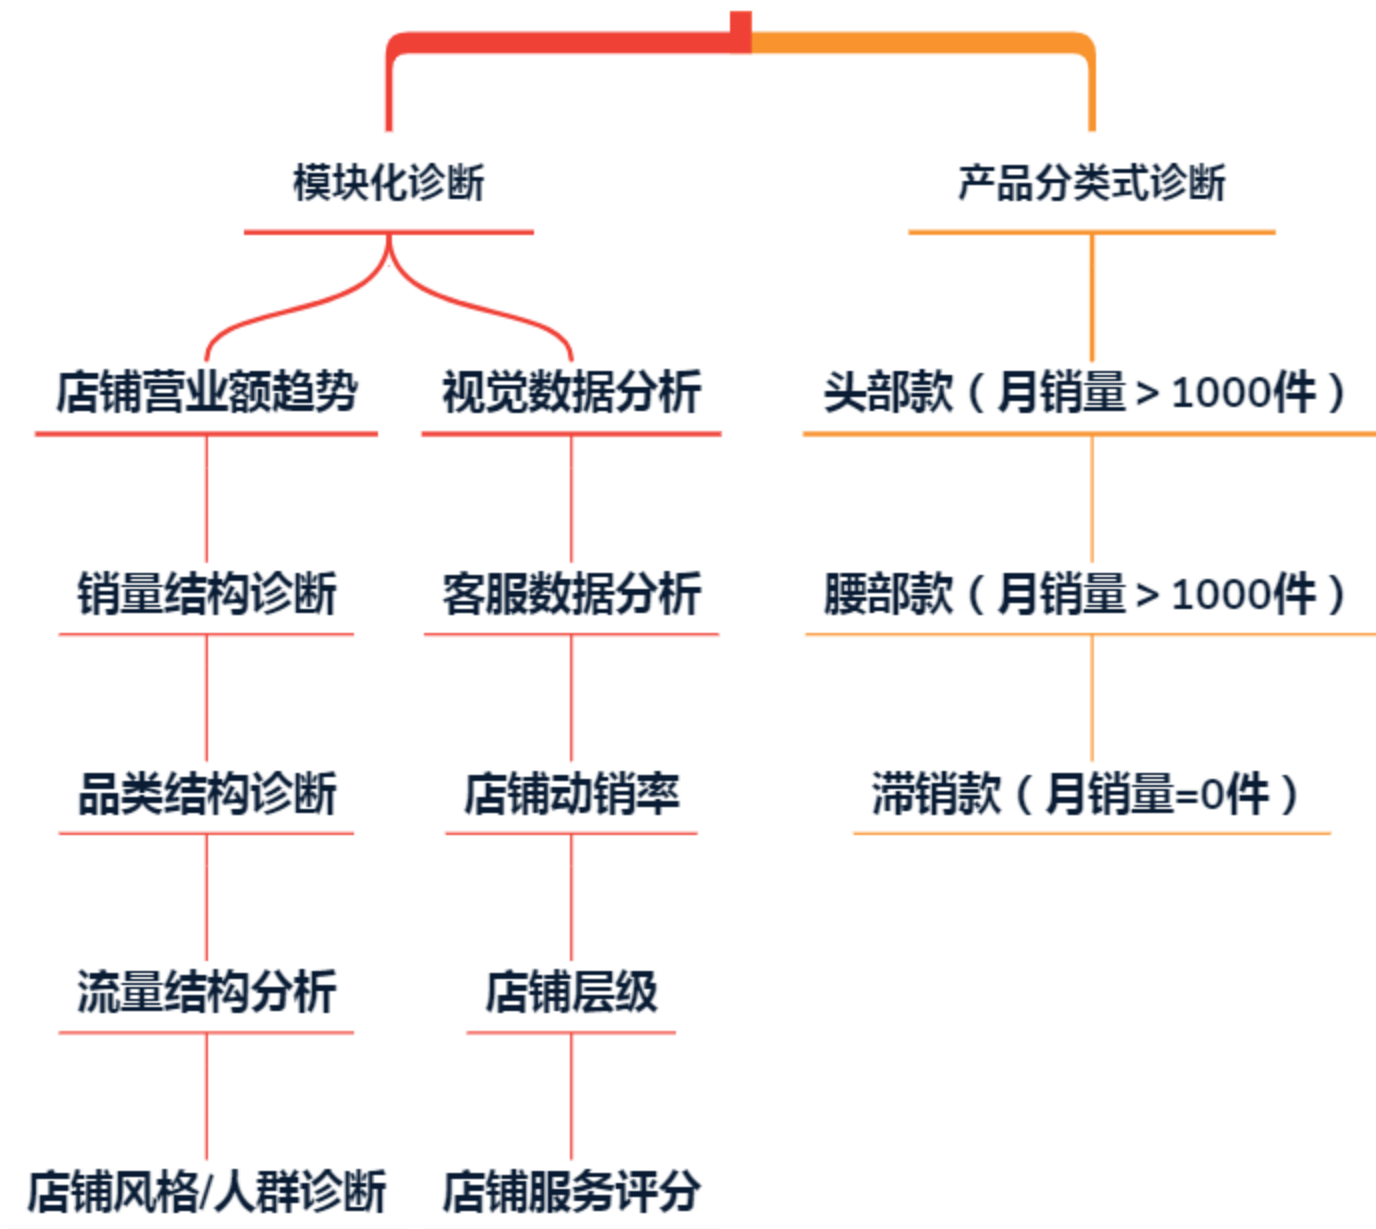 模块化诊断
产品分类式诊断
店铺营业额趋势
视觉数据分析
头部款（月销量＞1000件）
销量结构诊断
客服数据分析
腰部款（月销量＞1000件）
品类结构诊断
店铺动销率
滞销款（月销量=0件）
流量结构分析
店铺层级
店铺风格/人群诊断
店铺服务评分